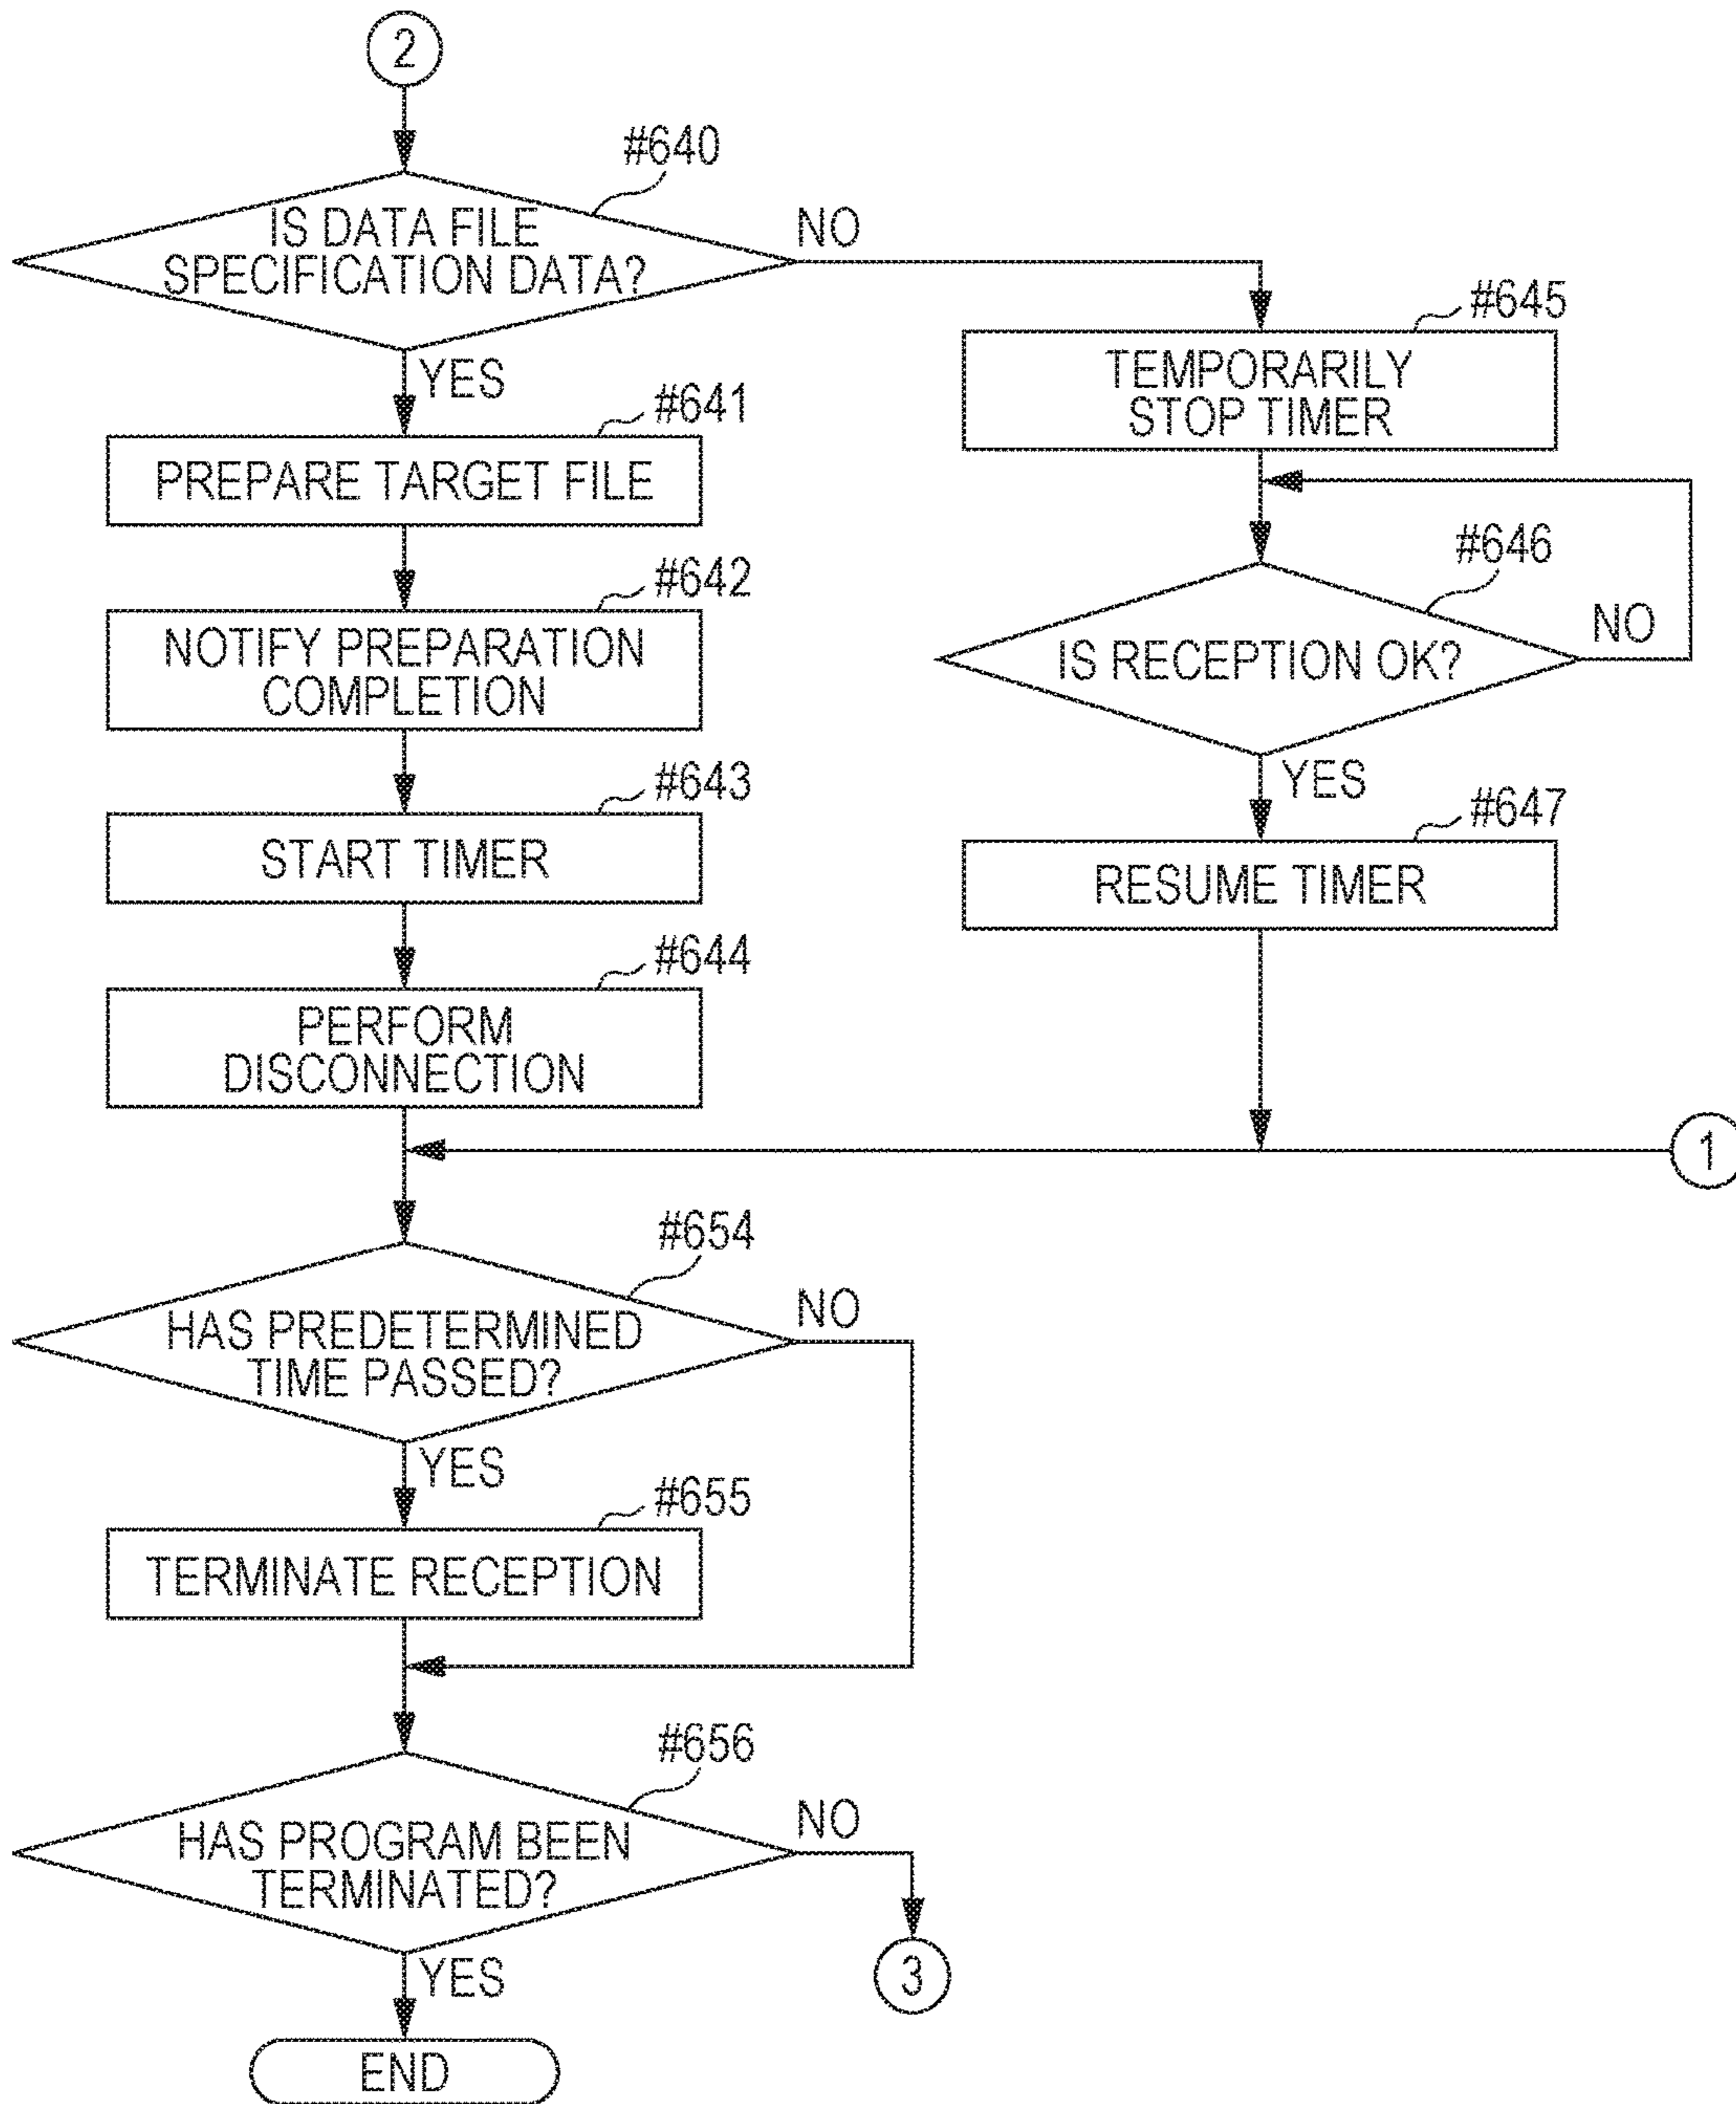 2
#640
IS DATA FILE
SPECIFICATION DATA?
NO
YES
#641
PREPARE TARGET FILE
#642
NOTIFY PREPARATION
COMPLETION
#643
START TIMER
#644
PERFORM
DISCONNECTION
#645
TEMPORARILY
STOP TIMER
#646
IS RECEPTION OK?
NO
YES
#647
RESUME TIMER
1
#654
HAS PREDETERMINED
TIME PASSED?
NO
YES
#655
TERMINATE RECEPTION
#656
HAS PROGRAM BEEN
TERMINATED?
NO
3
YES
END